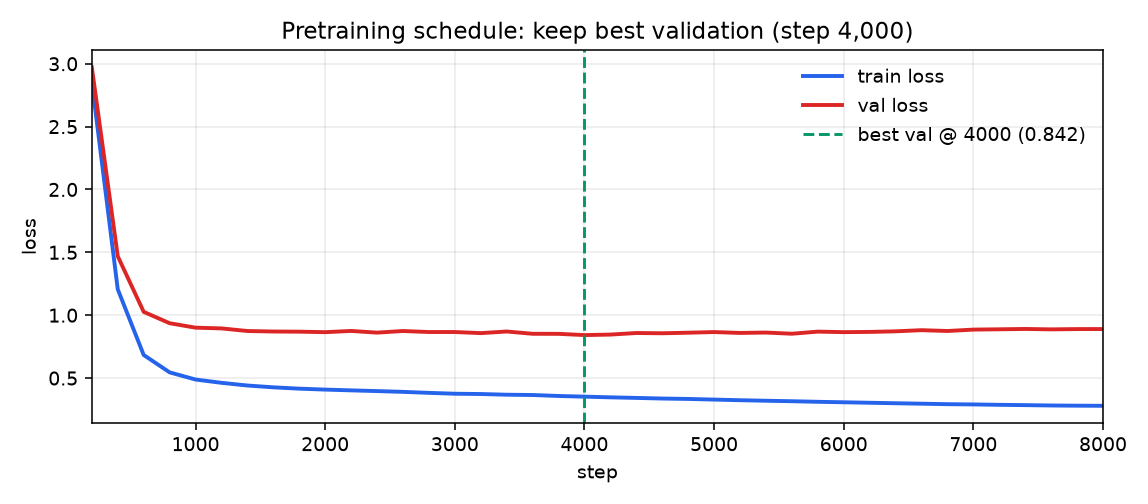 Pretraining schedule: keep best validation (step 4,000)
train loss
val loss
best val @ 4000 (0.842)
loss
3.0
2.5
2.0
1.5
1.0
0.5
1000 2000 3000 4000 5000 6000 7000 8000
step